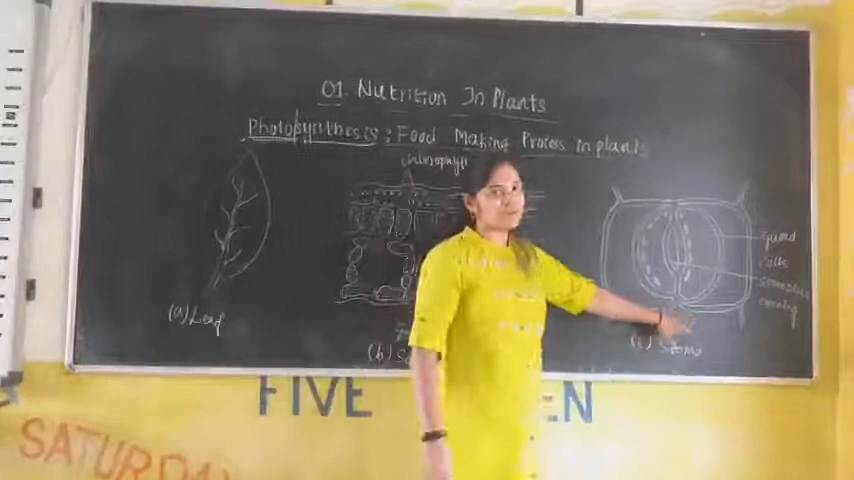 01 Nutrition In Plants
Photosynthesis : Food Making Process in plants
chlorophyll
Guard
cells
stomatal
opening
(a) Leaf
(b)
(c) Stoma
FIVE
en
SATURDA